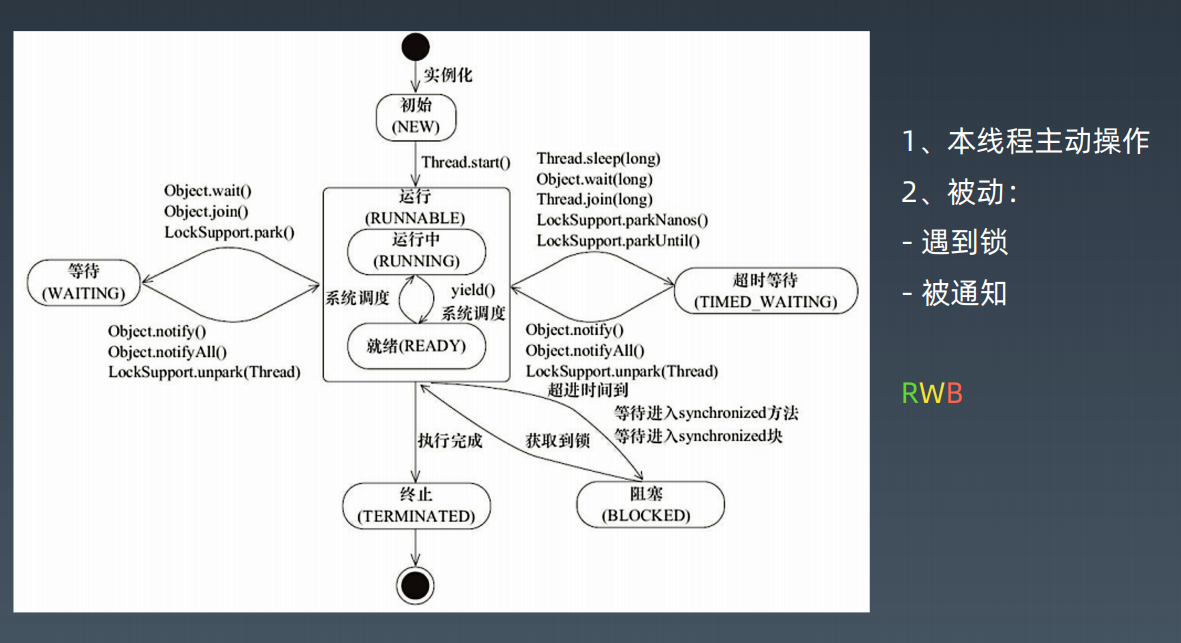 实例化
初始
(NEW)
Thread.start()
Object.wait()
Object.join()
LockSupport.park()
Thread.sleep(long)
Object.wait(long)
Thread.join(long)
LockSupport.parkNanos()
LockSupport.parkUntil()
运行
(RUNNABLE)
运行中
(RUNNING)
系统调度
yield()
系统调度
就绪(READY)
等待
(WAITING)
超时等待
(TIMED_WAITING)
Object.notify()
Object.notifyAll()
LockSupport.unpark(Thread)
Object.notify()
Object.notifyAll()
LockSupport.unpark(Thread)
超进时间到
等待进入synchronized方法
等待进入synchronized块
执行完成
获取到锁
终止
(TERMINATED)
阻塞
(BLOCKED)
1、本线程主动操作
2、被动：
- 遇到锁
- 被通知
RWB